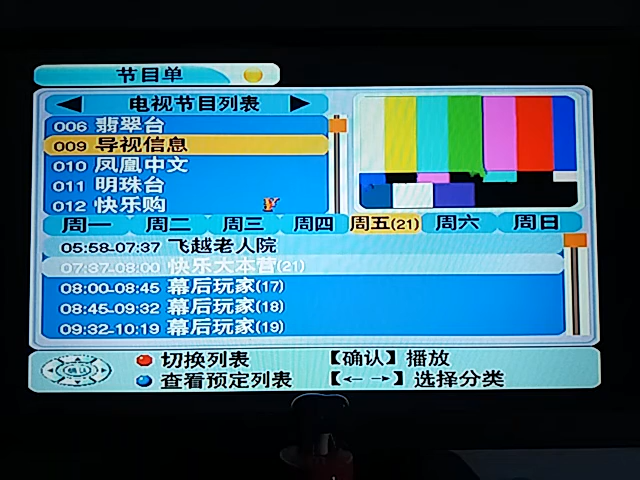 节目单
电视节目列表
006 翡翠台
009 导视信息
010 凤凰中文
011 明珠台
012 快乐购
周一 周二 周三 周四 周五(21) 周六 周日
05:58-07:37 飞越老人院
07:37-08:00 快乐大本营(21)
08:00-08:45 幕后玩家(17)
08:45-09:32 幕后玩家(18)
09:32-10:19 幕后玩家(19)
确认 切换列表 【确认】播放
查看预定列表 【←→】选择分类